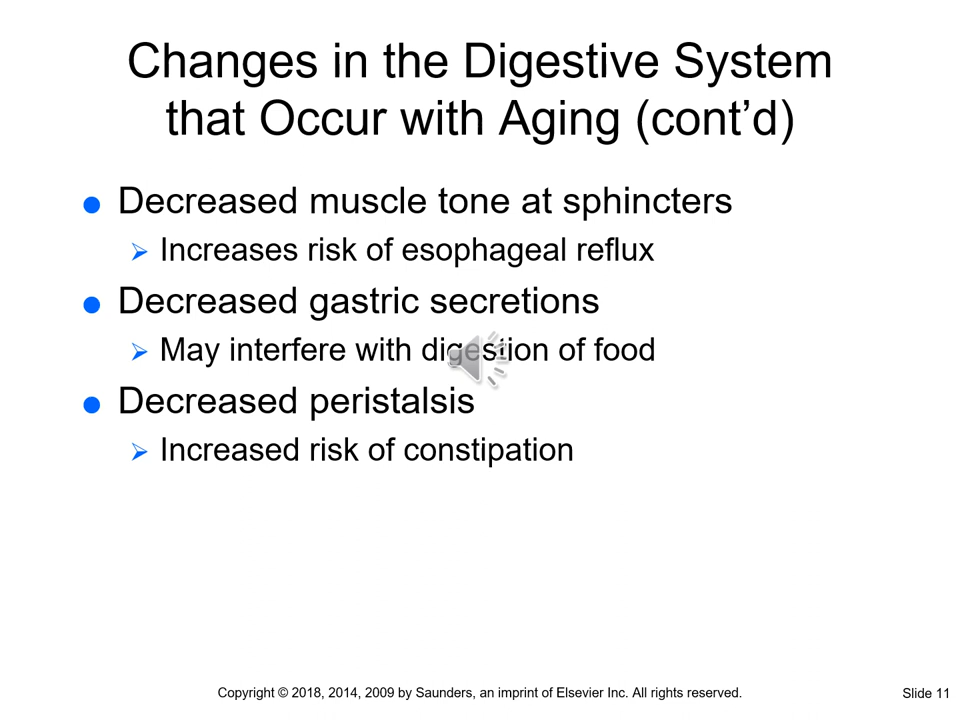 Changes in the Digestive System
that Occur with Aging (cont’d)
Decreased muscle tone at sphincters
Increases risk of esophageal reflux
Decreased gastric secretions
May interfere with digestion of food
Decreased peristalsis
Increased risk of constipation
Copyright © 2018, 2014, 2009 by Saunders, an imprint of Elsevier Inc. All rights reserved.
Slide 11